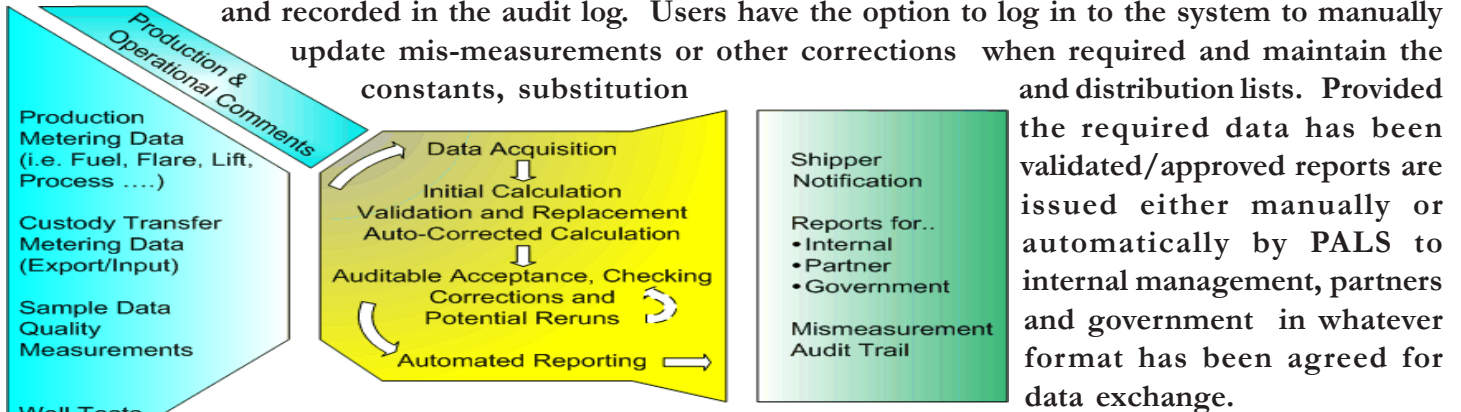 and recorded in the audit log. Users have the option to log in to the system to manually
update mis-measurements or other corrections when required and maintain the
constants, substitution and distribution lists. Provided
the required data has been
validated/approved reports are
issued either manually or
automatically by PALS to
internal management, partners
and government in whatever
format has been agreed for
data exchange.
Production &
Operational Comments
Production
Metering Data
(i.e. Fuel, Flare, Lift,
Process ....)
Custody Transfer
Metering Data
(Export/Input)
Sample Data
Quality
Measurements
Well Tests
Data Acquisition
Initial Calculation
Validation and Replacement
Auto-Corrected Calculation
Auditable Acceptance, Checking
Corrections and
Potential Reruns
Automated Reporting
Shipper
Notification
Reports for..
•Internal
•Partner
•Government
Mismeasurement
Audit Trail